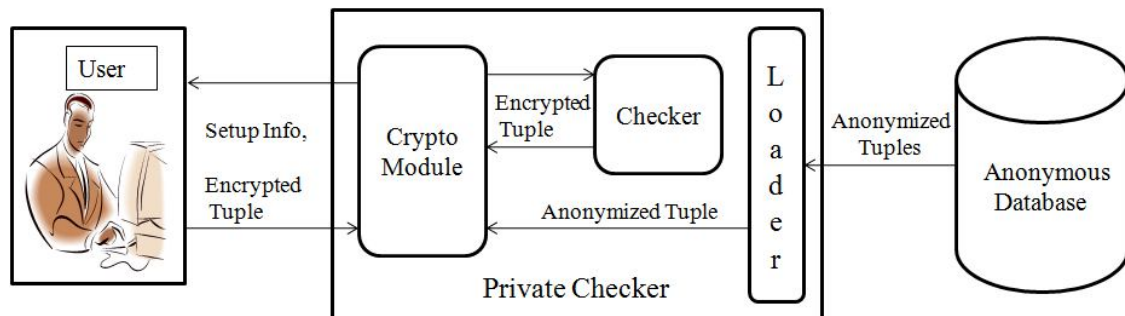 User
Setup Info,
Encrypted
Tuple
Crypto
Module
Encrypted
Tuple
Checker
Anonymized Tuple
Private Checker
L
o
a
d
e
r
Anonymized
Tuples
Anonymous
Database